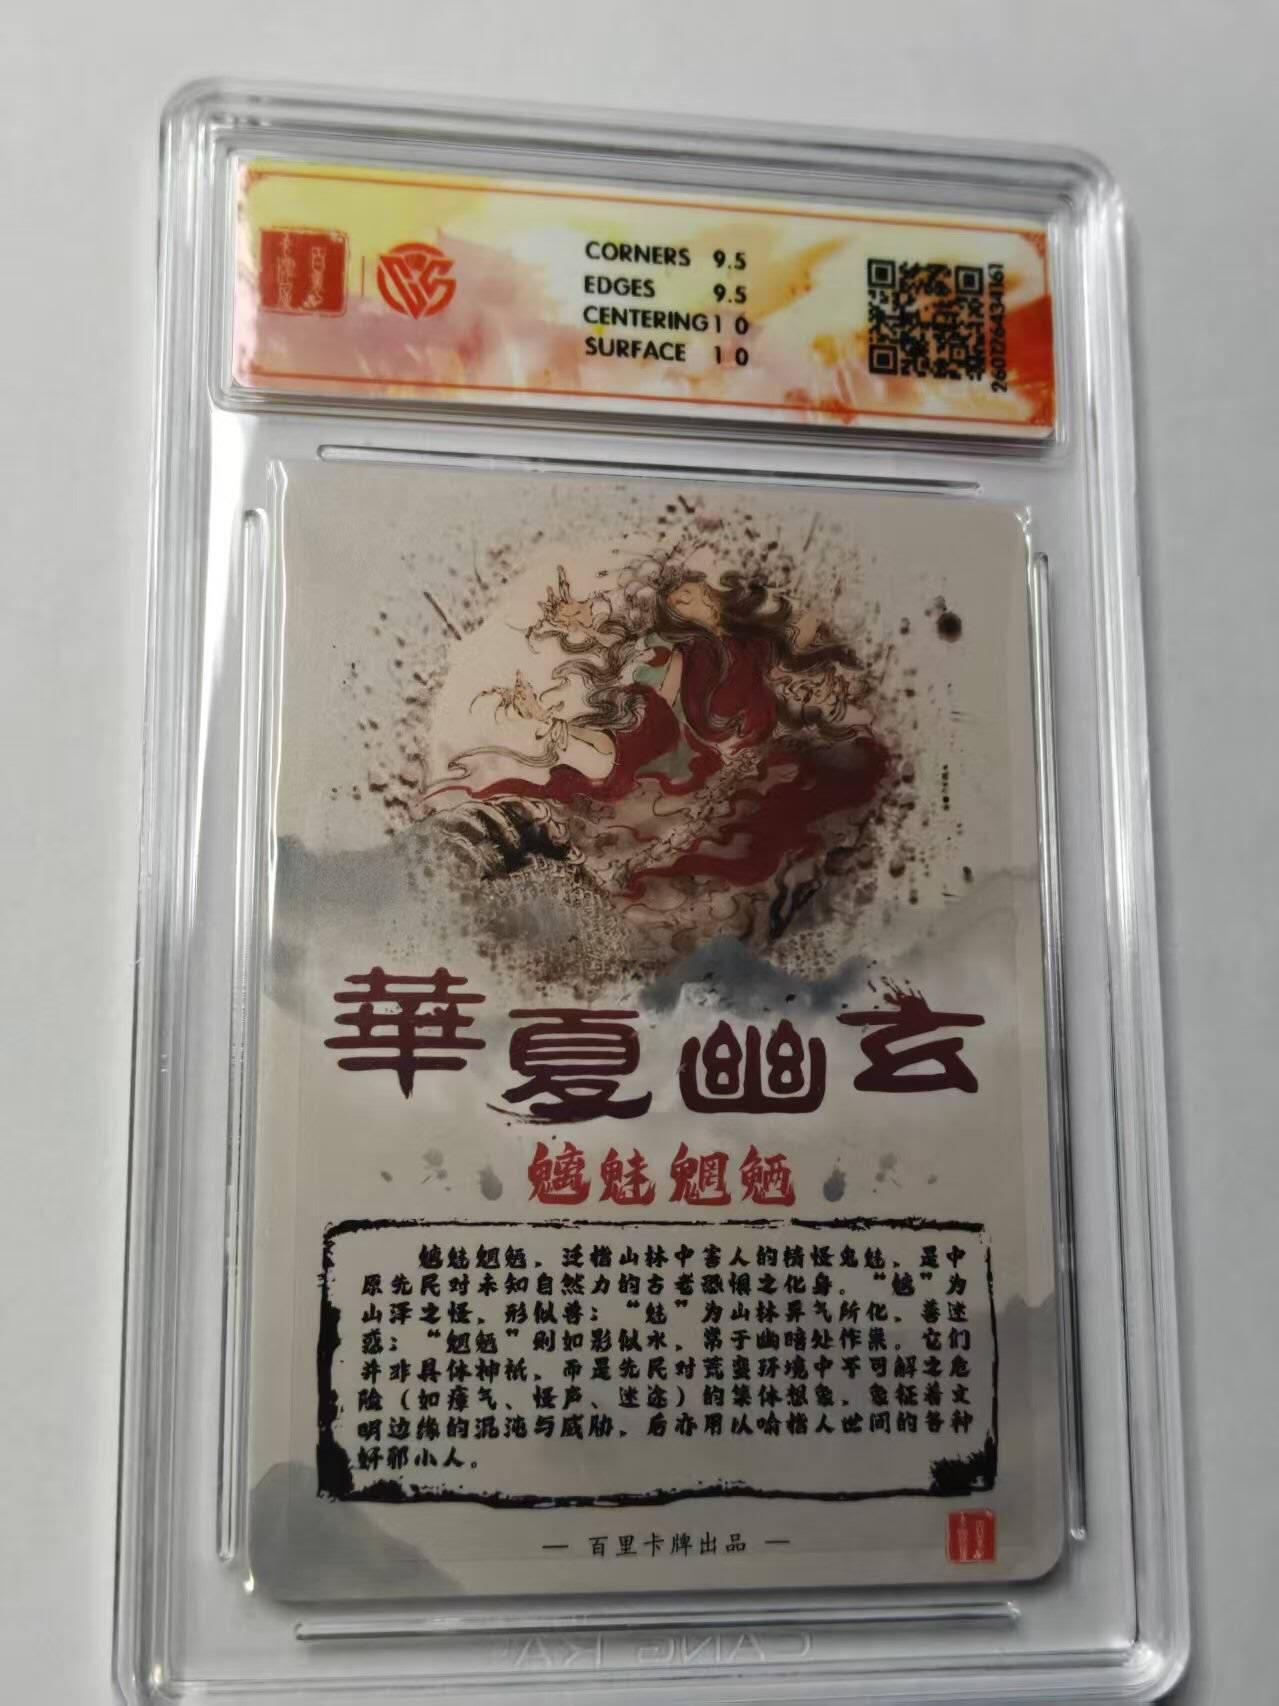 百里
卡牌屋
CORNERS 9.5
EDGES 9.5
CENTERING 10
SURFACE 10
2601726434161
華夏幽玄
魑魅魍魉
魑魅魍魉，泛指山林中害人的精怪鬼魅，是中
原先民对未知自然力的古老恐惧之化身。“魑”为
山泽之怪，形似兽；“魅”为山林异气所化，善迷
惑；“魍魉”则如影似水，常于幽暗处作祟。它们
并非具体神祇，而是先民对荒蛮环境中不可解之危
险（如瘴气、怪声、迷途）的集体想象，象征着文
明边缘的混沌与威胁，后亦用以喻指人世间的各种
奸邪小人。
— 百里卡牌出品 —
CANG KA